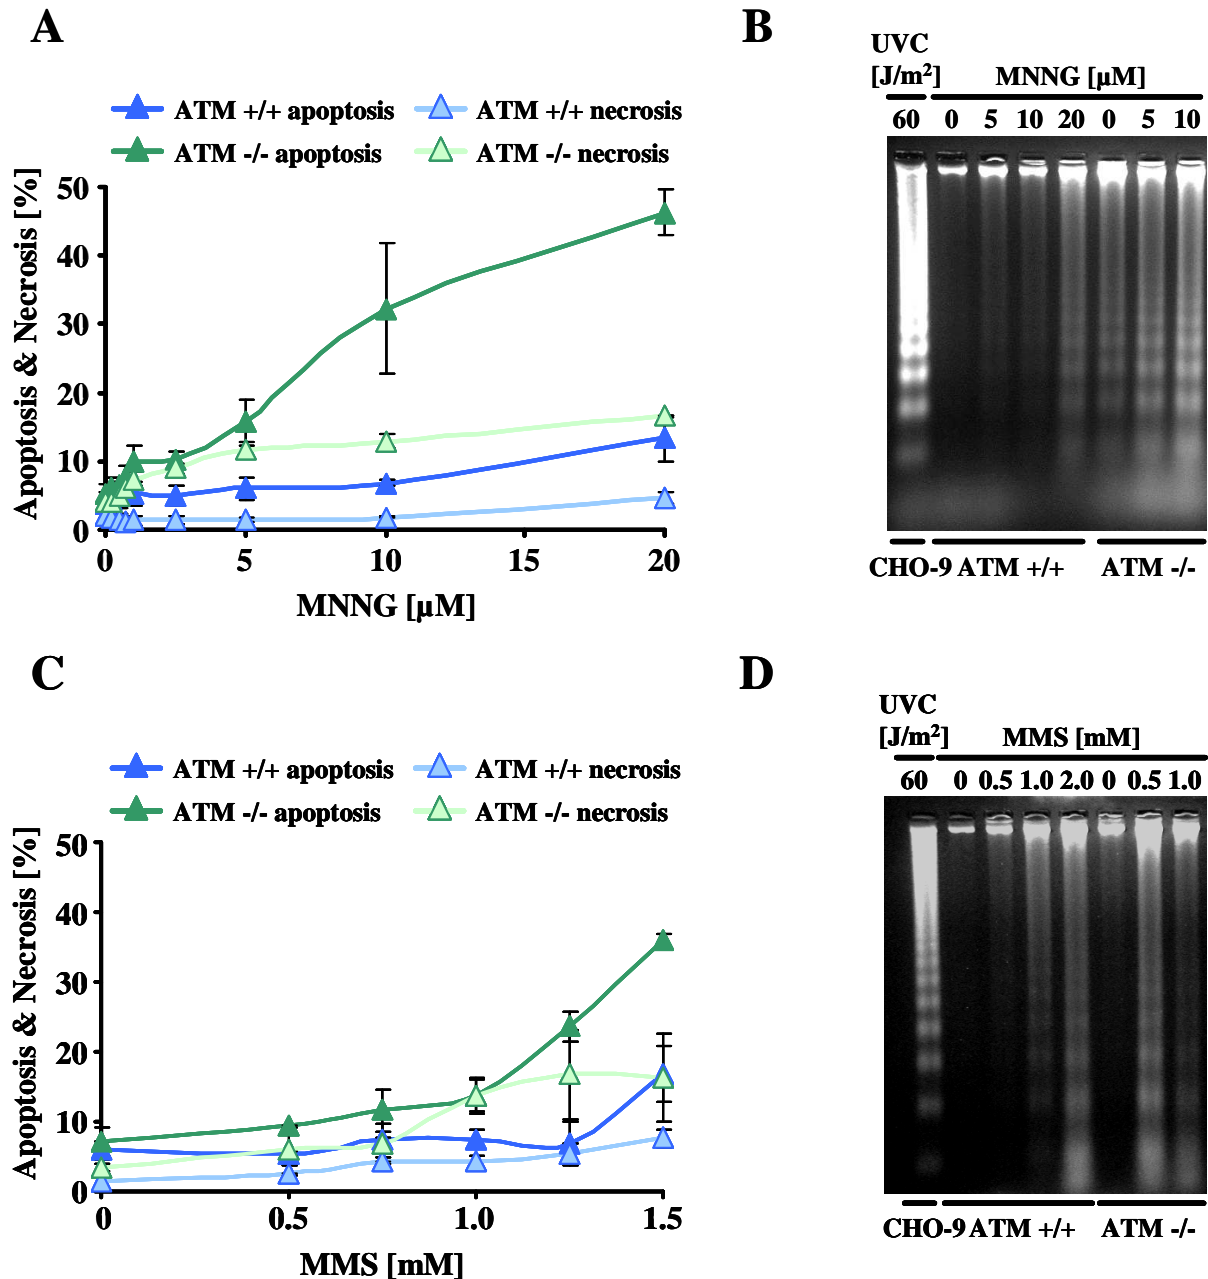 A
ATM +/+ apoptosis
ATM +/+ necrosis
ATM -/- apoptosis
ATM -/- necrosis
Apoptosis & Necrosis [%]
50
40
30
20
10
0
0
5
10
15
20
MNNG [µM]
B
UVC
[J/m²]
MNNG [µM]
60 0 5 10 20 0 5 10
CHO-9 ATM +/+ ATM -/-
C
ATM +/+ apoptosis
ATM +/+ necrosis
ATM -/- apoptosis
ATM -/- necrosis
Apoptosis & Necrosis [%]
50
40
30
20
10
0
0
0.5
1.0
1.5
MMS [mM]
D
UVC
[J/m²]
MMS [mM]
60 0 0.5 1.0 2.0 0 0.5 1.0
CHO-9 ATM +/+ ATM -/-